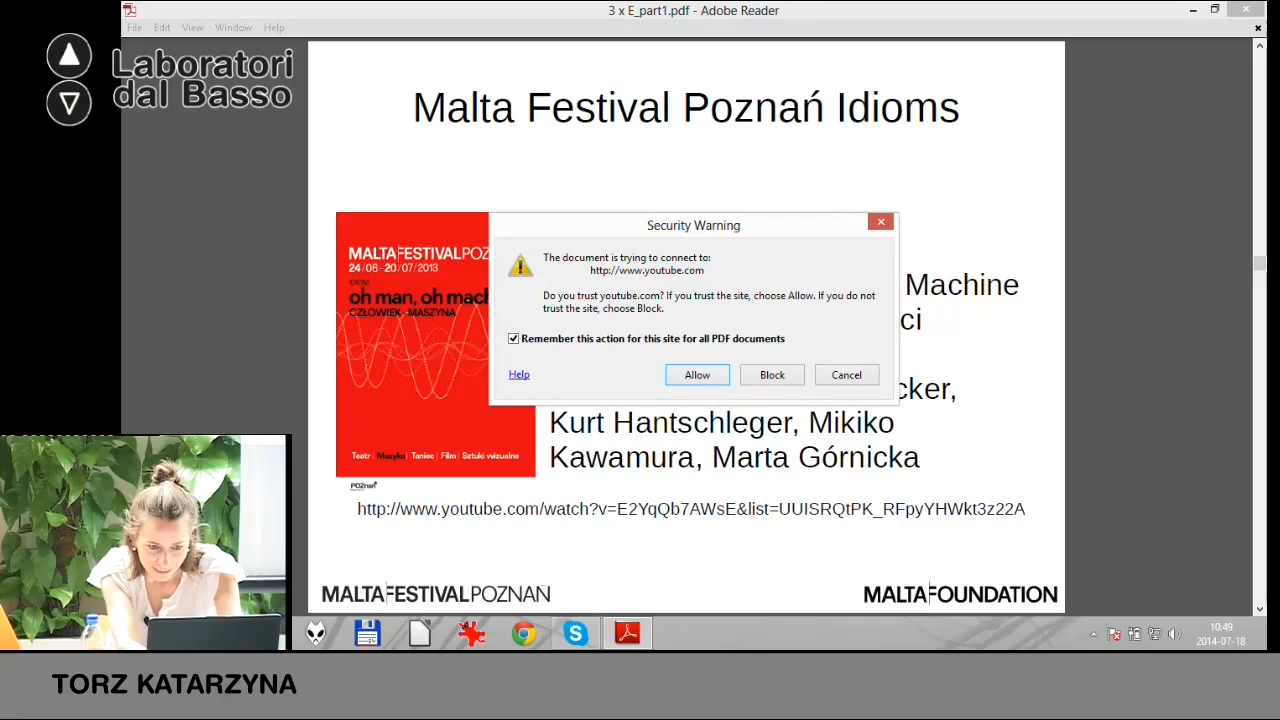 3 x E_part1.pdf - Adobe Reader
File Edit View Window Help
Laboratori
dal Basso
Malta Festival Poznań Idioms
MALTAFESTIVALPOZ
24/06-20/07/2013
oh man, oh mach
CZŁOWIEK-MASZYNA
Teatr Muzyka Taniec Film Sztuki wizualne
POZnań*
Security Warning
The document is trying to connect to:
http://www.youtube.com
Do you trust youtube.com? If you trust the site, choose Allow. If you do not
trust the site, choose Block.
Remember this action for this site for all PDF documents
Help
Allow
Block
Cancel
Machine
ci
cker,
Kurt Hantschleger, Mikiko
Kawamura, Marta Górnicka
http://www.youtube.com/watch?v=E2YqQb7AWsE&list=UUISRQtPK_RFpyYHWkt3z22A
MALTAFESTIVALPOZNAŃ
MALTAFOUNDATION
10:49
2014-07-18
TORZ KATARZYNA